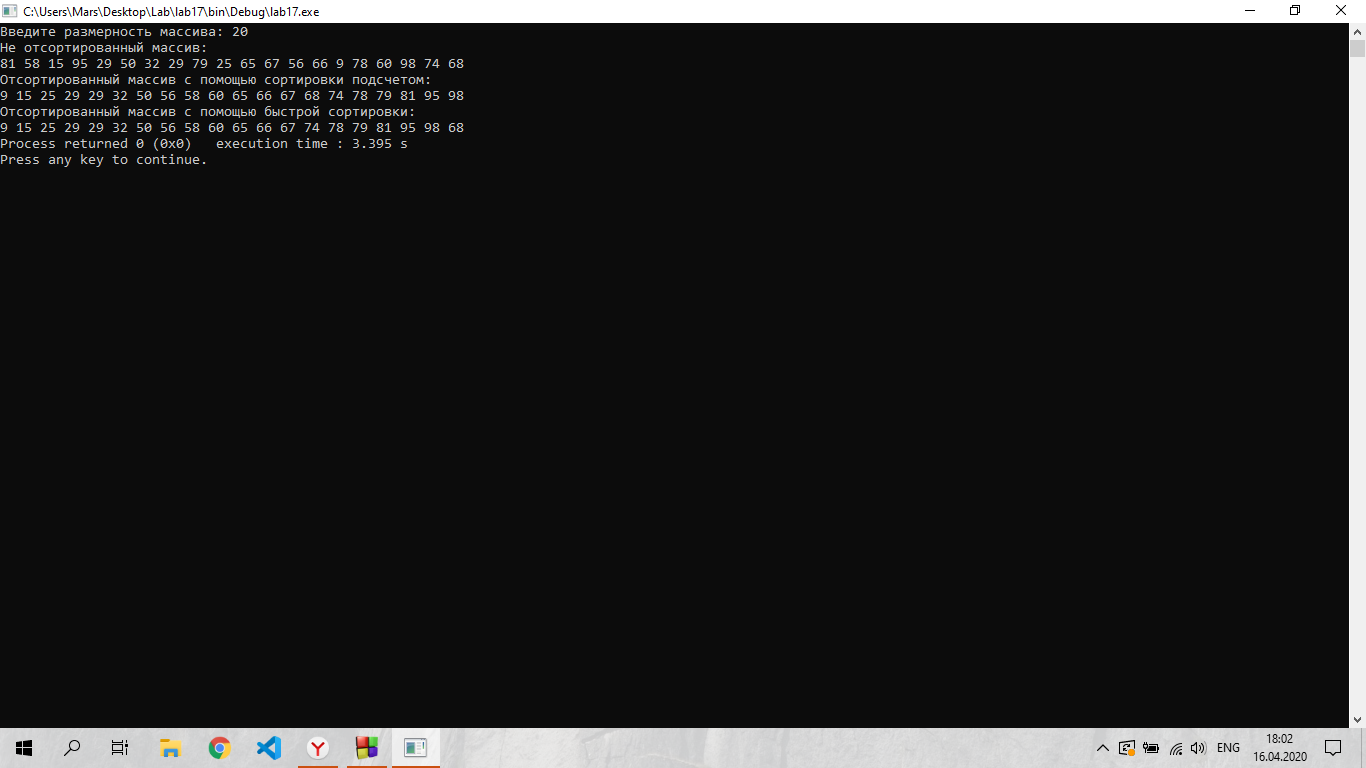 C:\Users\Mars\Desktop\Lab\lab17\bin\Debug\lab17.exe
Введите размерность массива: 20
Не отсортированный массив:
81 58 15 95 29 50 32 29 79 25 65 67 56 66 9 78 60 98 74 68
Отсортированный массив с помощью сортировки подсчетом:
9 15 25 29 29 32 50 56 58 60 65 66 67 68 74 78 79 81 95 98
Отсортированный массив с помощью быстрой сортировки:
9 15 25 29 29 32 50 56 58 60 65 66 67 74 78 79 81 95 98 68
Process returned 0 (0x0)   execution time : 3.395 s
Press any key to continue.
ENG
18:02
16.04.2020